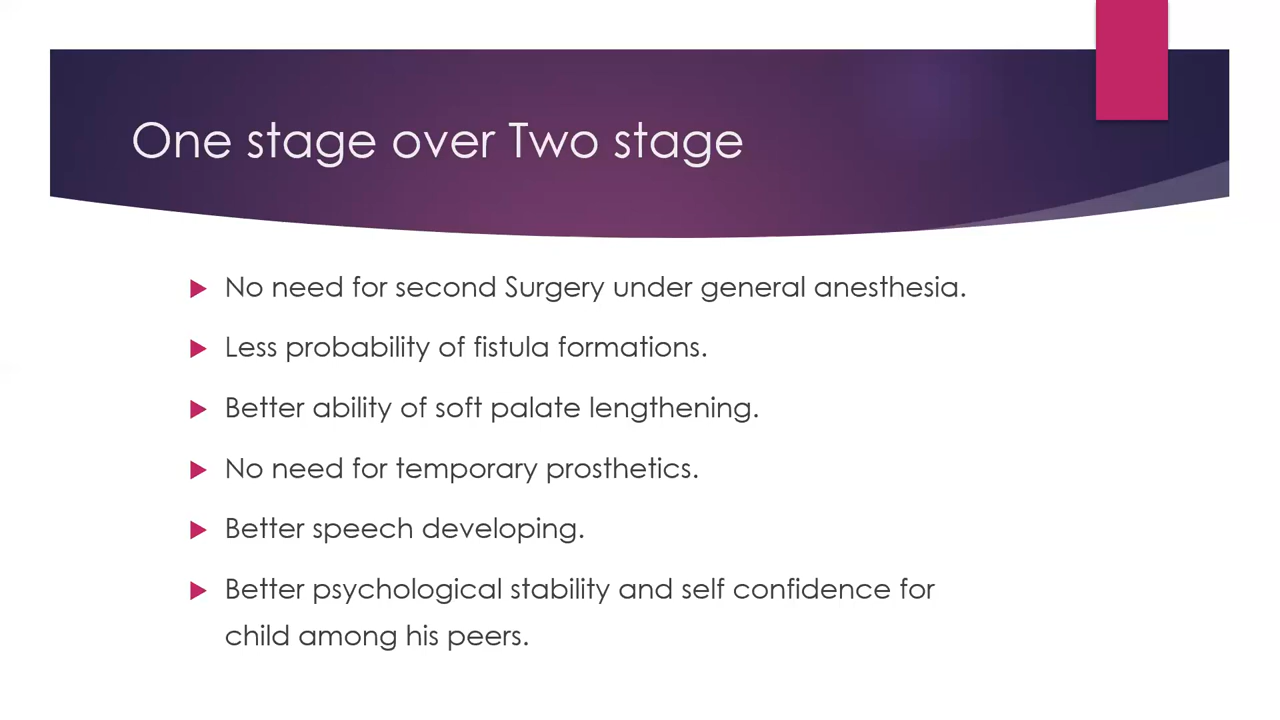 One stage over Two stage
No need for second Surgery under general anesthesia.
Less probability of fistula formations.
Better ability of soft palate lengthening.
No need for temporary prosthetics.
Better speech developing.
Better psychological stability and self confidence for
child among his peers.